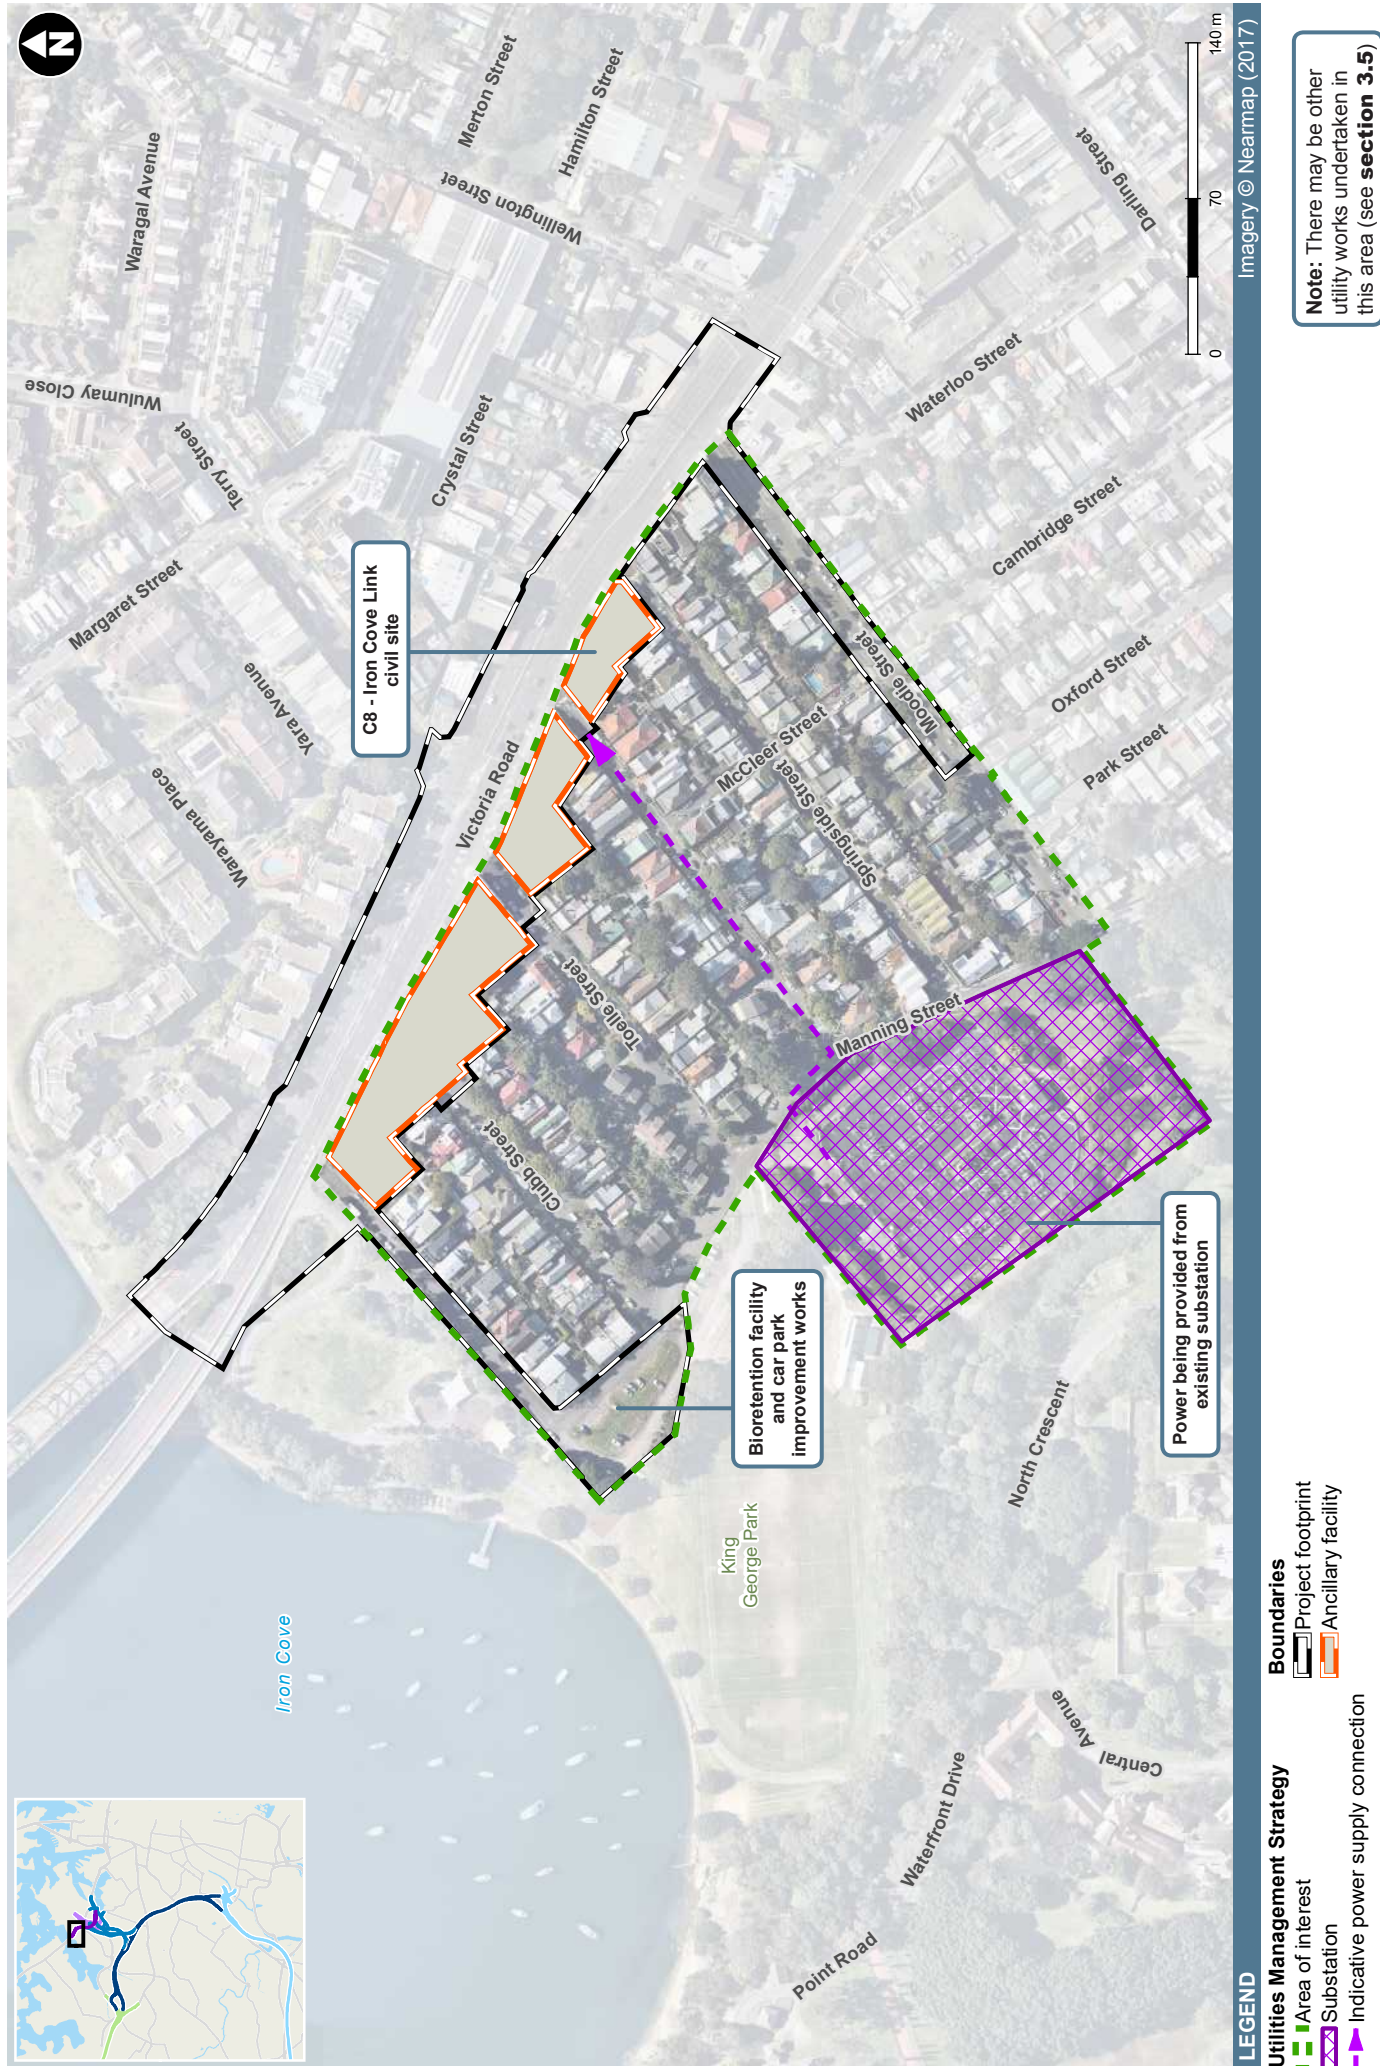 N
Waragal Avenue
Merton Street
Hamilton Street
Wellington Street
Wulumay Close
Terry Street
Crystal Street
Margaret Street
Yara Avenue
Warayama Place
Victoria Road
C8 - Iron Cove Link
civil site
Darling Street
Waterloo Street
Cambridge Street
Oxford Street
Park Street
Moodie Street
McCleer Street
Springside Street
Toelle Street
Manning Street
Clubb Street
Bioretention facility
and car park
improvement works
Power being provided from
existing substation
North Crescent
King
George Park
Iron Cove
Central
Avenue
Waterfront Drive
Point Road
0
70
140 m
Imagery © Nearmap (2017)
LEGEND
Utilities Management Strategy
Area of interest
Substation
Indicative power supply connection
Boundaries
Project footprint
Ancillary facility
Note: There may be other
utility works undertaken in
this area (see section 3.5)